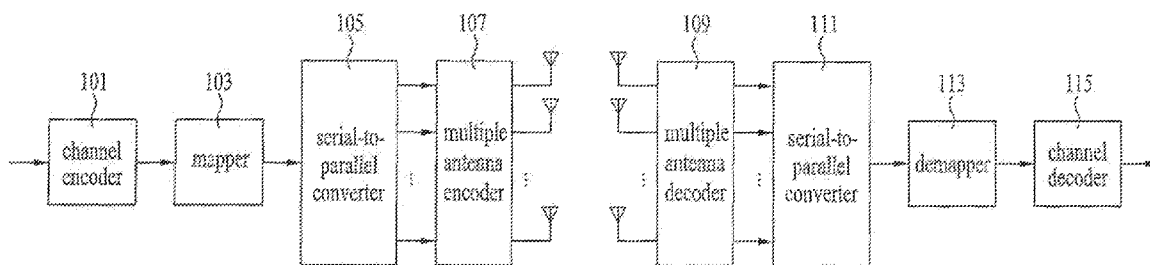 105
107
109
111
101
103
113
115
channel
encoder
mapper
serial-to-
parallel
converter
multiple
antenna
encoder
multiple
antenna
decoder
serial-to-
parallel
converter
demapper
channel
decoder